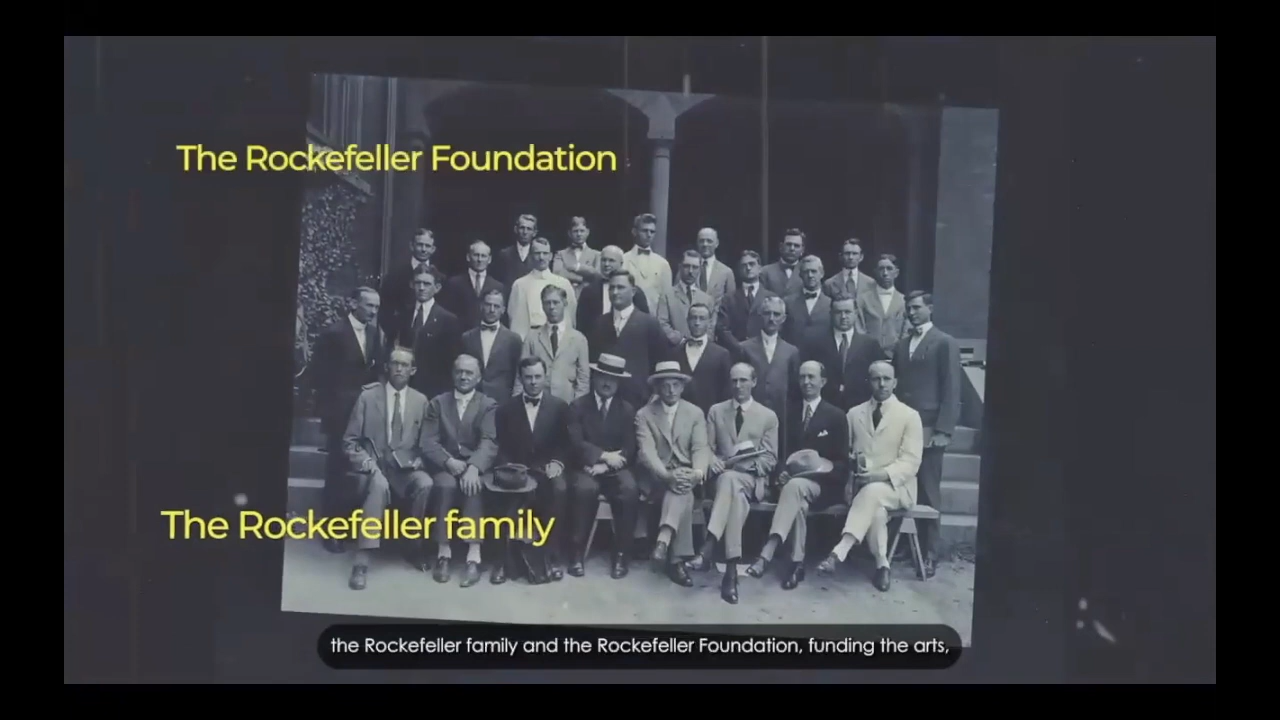 The Rockefeller Foundation
The Rockefeller family
the Rockefeller family and the Rockefeller Foundation, funding the arts,